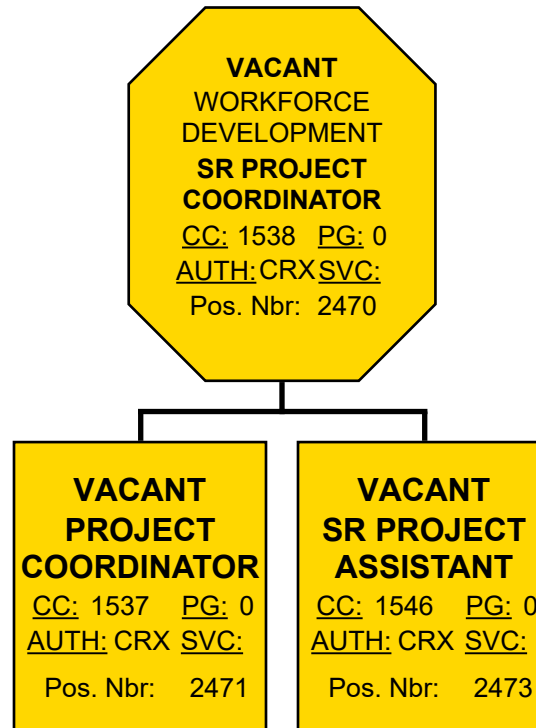 VACANT
WORKFORCE
DEVELOPMENT
SR PROJECT
COORDINATOR
CC: 1538 PG: 0
AUTH: CRX SVC:
Pos. Nbr: 2470
VACANT
PROJECT
COORDINATOR
CC: 1537 PG: 0
AUTH: CRX SVC:
Pos. Nbr: 2471
VACANT
SR PROJECT
ASSISTANT
CC: 1546 PG: 0
AUTH: CRX SVC:
Pos. Nbr: 2473